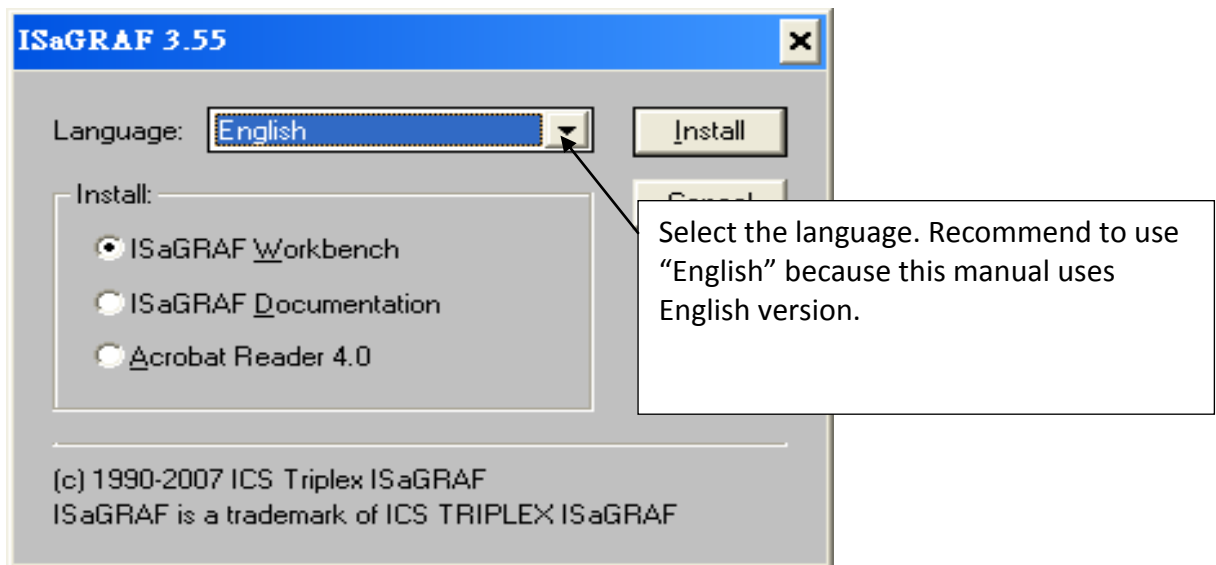 ISaGRAF 3.55
Language: English Install
Install:
Cancel
ISaGRAF Workbench
ISaGRAF Documentation
Acrobat Reader 4.0
Select the language. Recommend to use
“English” because this manual uses
English version.
(c) 1990-2007 ICS Triplex ISaGRAF
ISaGRAF is a trademark of ICS TRIPLEX ISaGRAF